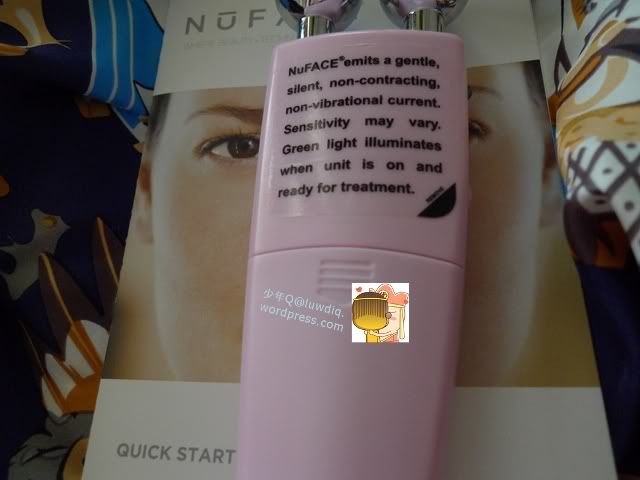 NuFACE® emits a gentle,
silent, non-contracting,
non-vibrational current.
Sensitivity may vary.
Green light illuminates
when unit is on and
ready for treatment.
少年Q@luwdiq.
wordpress.com
QUICK START